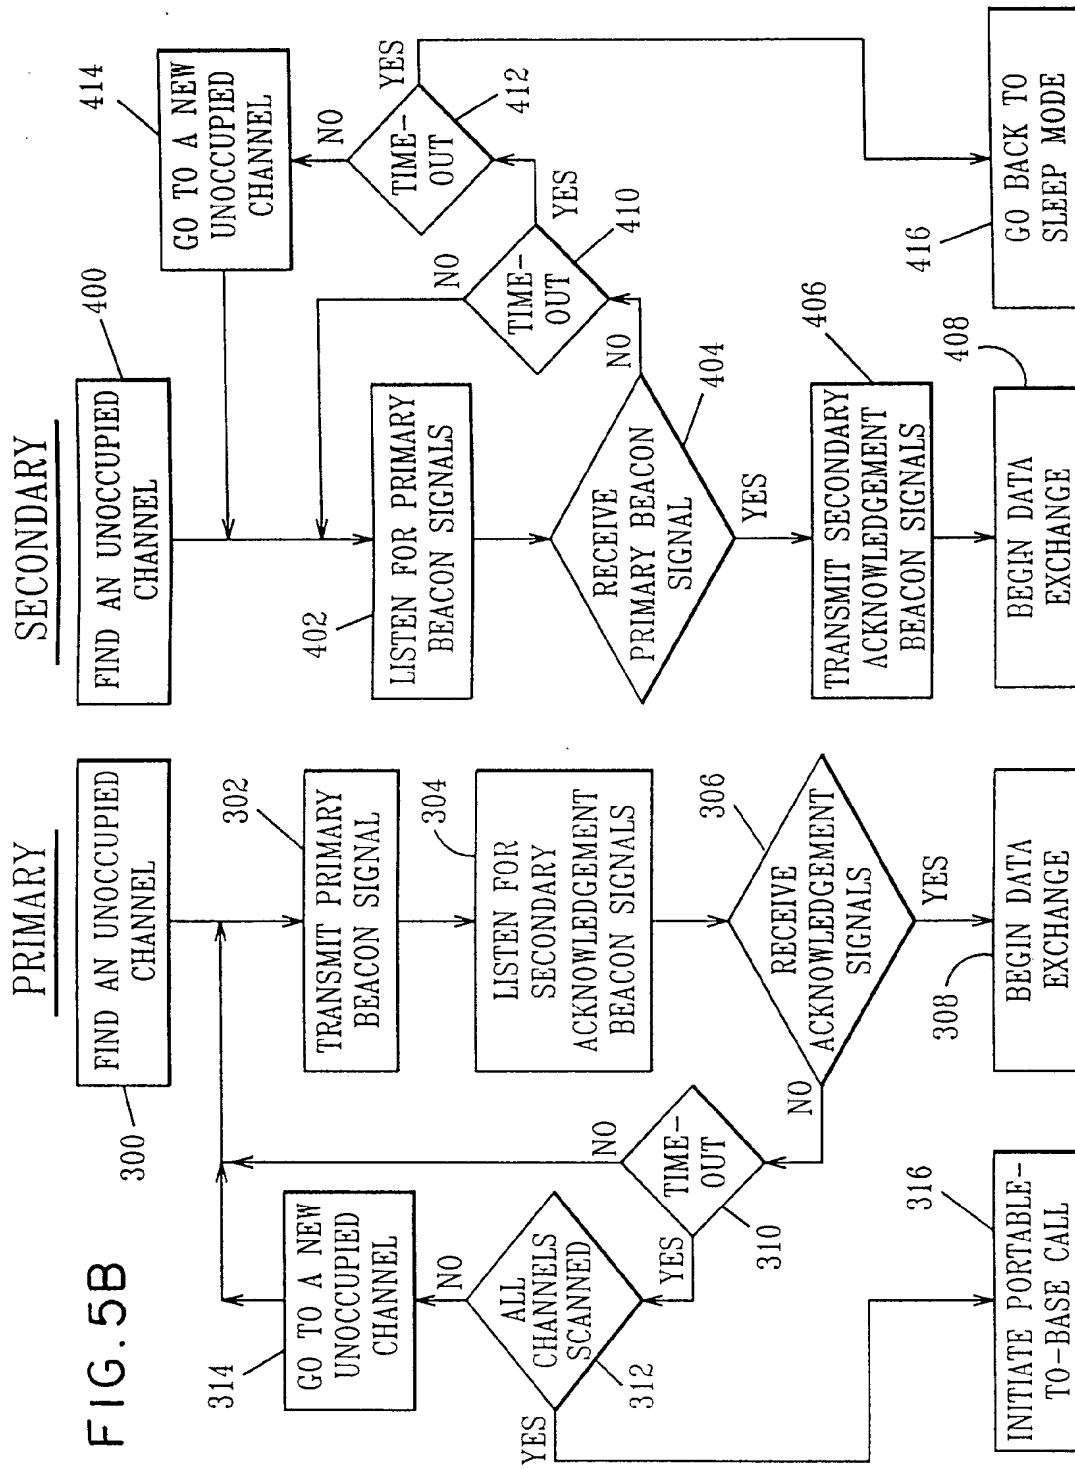 FIG.5B
PRIMARY
FIND AN UNOCCUPIED
CHANNEL
300
TRANSMIT PRIMARY
BEACON SIGNAL
302
LISTEN FOR
SECONDARY
ACKNOWLEDGEMENT
BEACON SIGNALS
304
RECEIVE
ACKNOWLEDGEMENT
SIGNALS
306
YES
NO
BEGIN DATA
EXCHANGE
308
TIME-
OUT
310
NO
YES
ALL
CHANNELS
SCANNED
312
NO
YES
GO TO A NEW
UNOCCUPIED
CHANNEL
314
INITIATE PORTABLE-
TO-BASE CALL
316
SECONDARY
FIND AN UNOCCUPIED
CHANNEL
400
LISTEN FOR PRIMARY
BEACON SIGNALS
402
RECEIVE
PRIMARY BEACON
SIGNAL
404
YES
NO
TRANSMIT SECONDARY
ACKNOWLEDGEMENT
BEACON SIGNALS
406
BEGIN DATA
EXCHANGE
408
TIME-
OUT
410
NO
YES
TIME-
OUT
412
NO
YES
GO TO A NEW
UNOCCUPIED
CHANNEL
414
GO BACK TO
SLEEP MODE
416